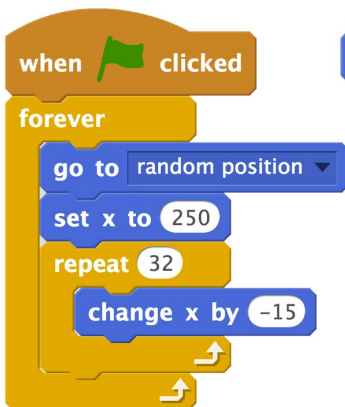 when clicked
forever
go to random position
set x to 250
repeat 32
change x by -15